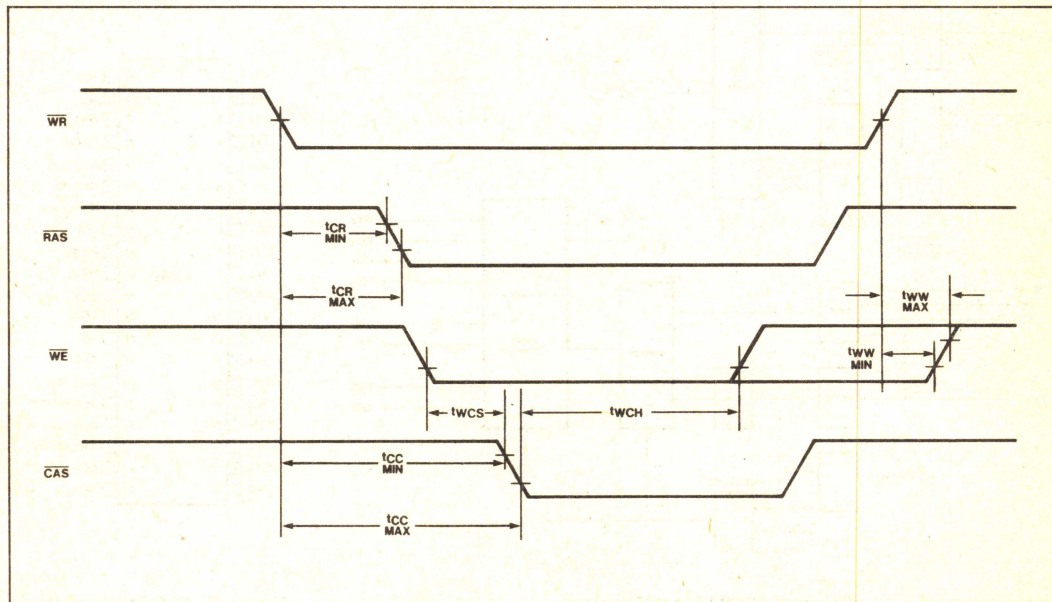 WR
RAS
tCR
MIN
tCR
MAX
tWW
MAX
WE
tWW
MIN
tWCS
tWCH
CAS
tCC
MIN
tCC
MAX